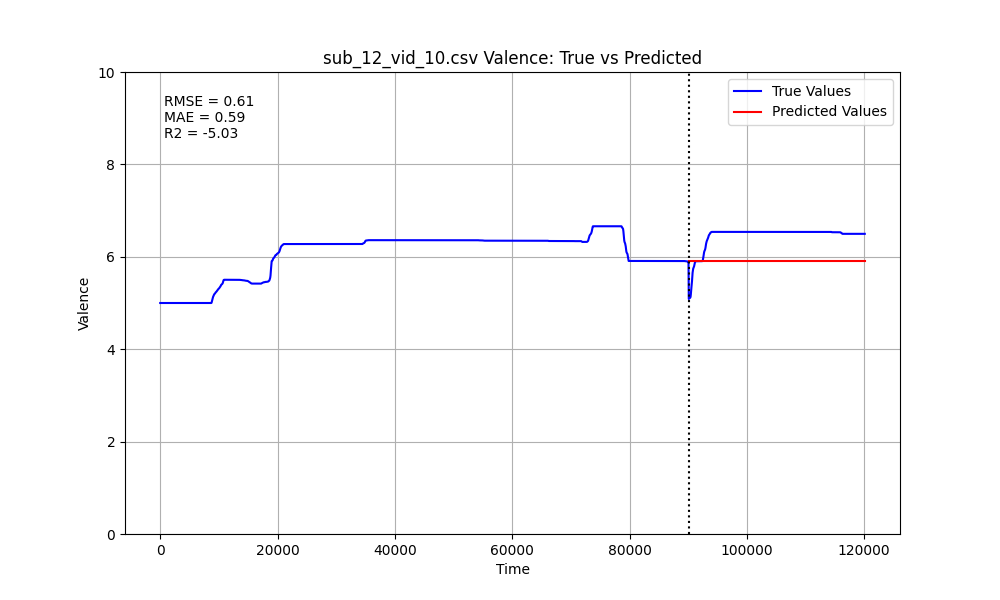 sub_12_vid_10.csv Valence: True vs Predicted
RMSE = 0.61
MAE = 0.59
R2 = -5.03
True Values
Predicted Values
10
8
6
4
2
0
Valence
0
20000
40000
60000
80000
100000
120000
Time